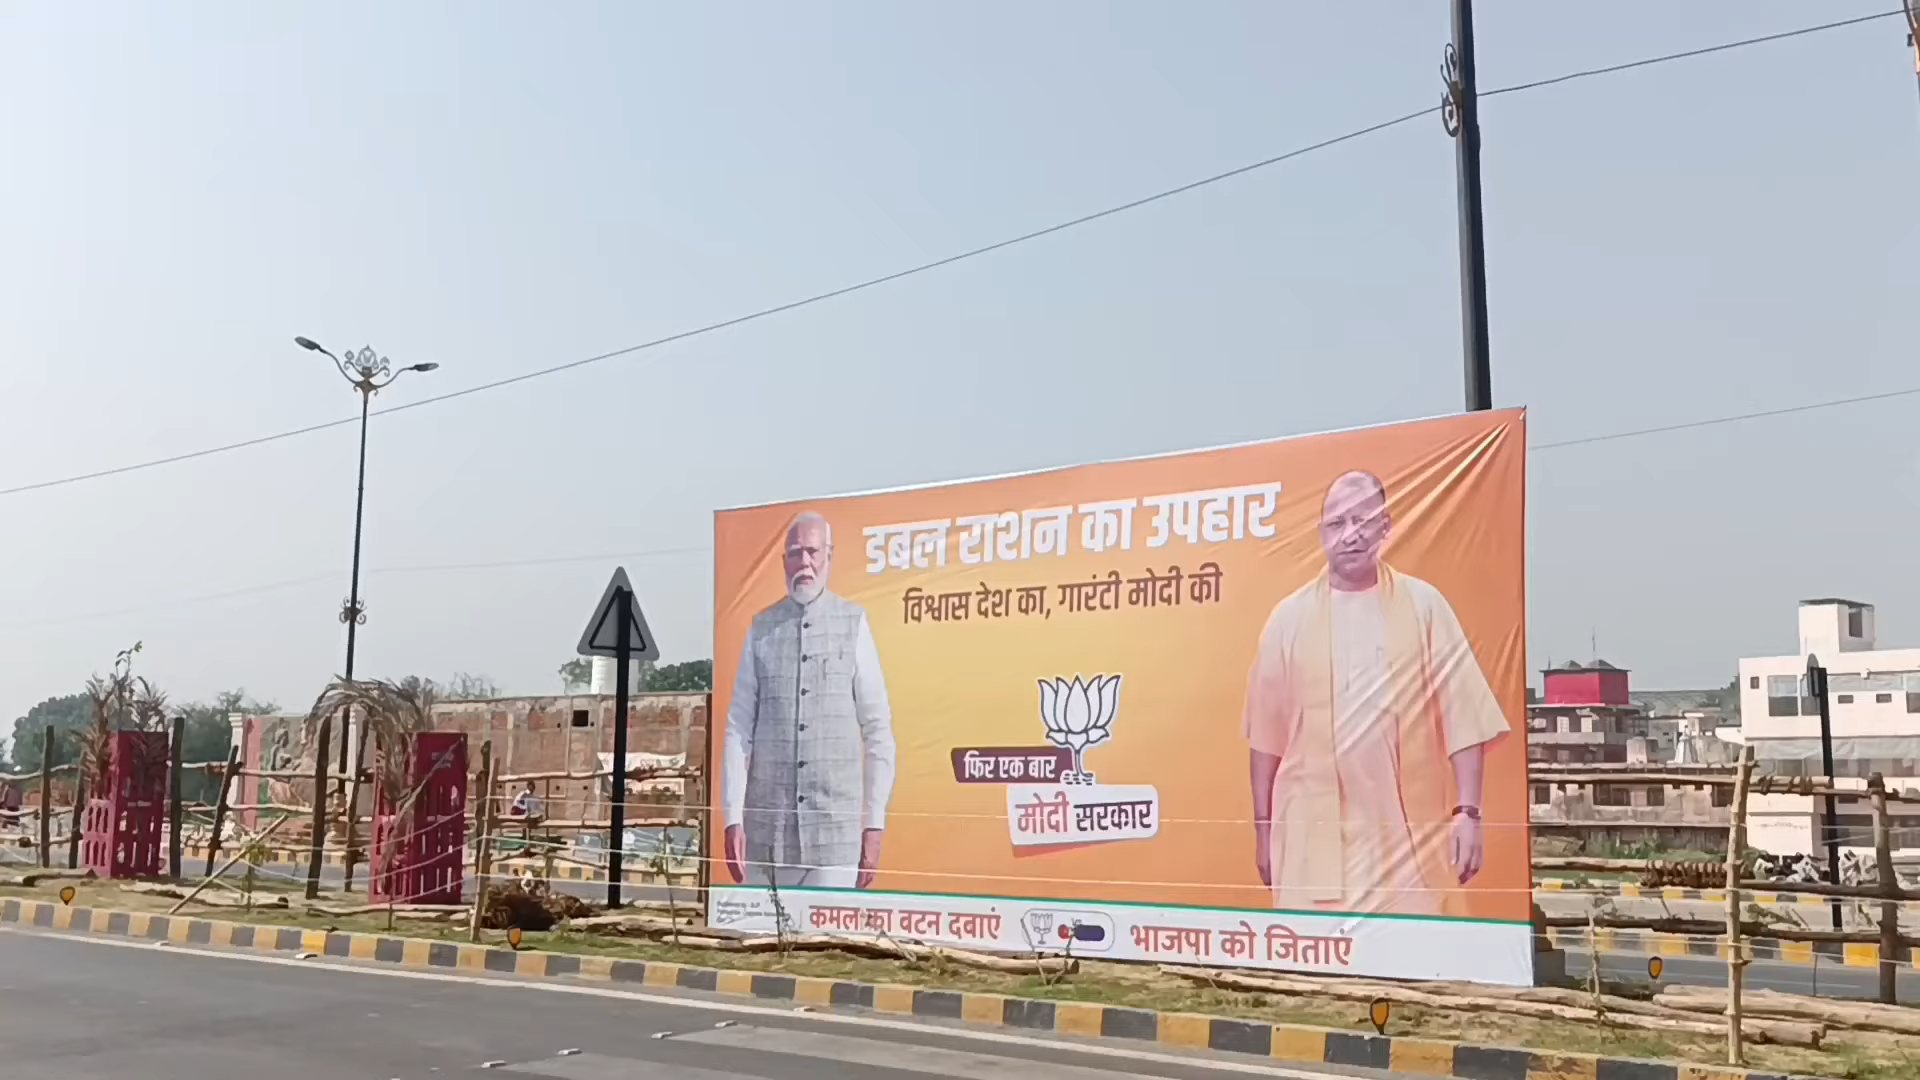 डबल राशन का उपहार
विश्वास देश का, गारंटी मोदी की
फिर एक बार
मोदी सरकार
कमल का बटन दबाएं भाजपा को जिताएं